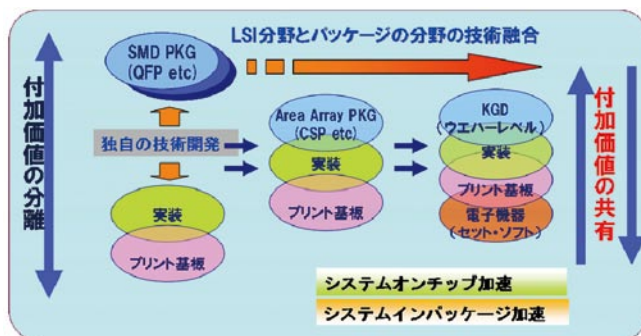 LSI分野とパッケージの分野の技術融合
SMD PKG
(QFP etc)
付加価値の分離
独自の技術開発
実装
プリント基板
Area Array PKG
(CSP etc)
実装
プリント基板
KGD
(ウエハーレベル)
実装
プリント基板
電子機器
(セット・ソフト)
付加価値の共有
システムオンチップ加速
システムインパッケージ加速